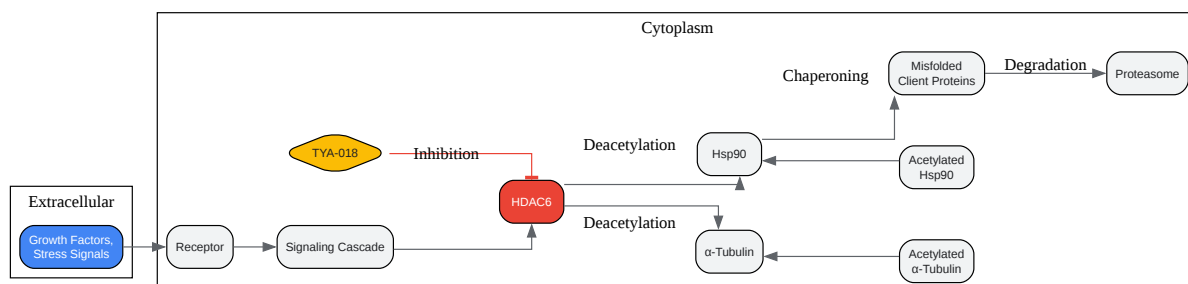 Cytoplasm
Misfolded
Client Proteins
Degradation
Proteasome
Chaperoning
TYA-018
Inhibition
Deacetylation
Hsp90
Acetylated
Hsp90
HDAC6
Extracellular
Deacetylation
Growth Factors,
Stress Signals
Receptor
Signaling Cascade
α-Tubulin
Acetylated
α-Tubulin